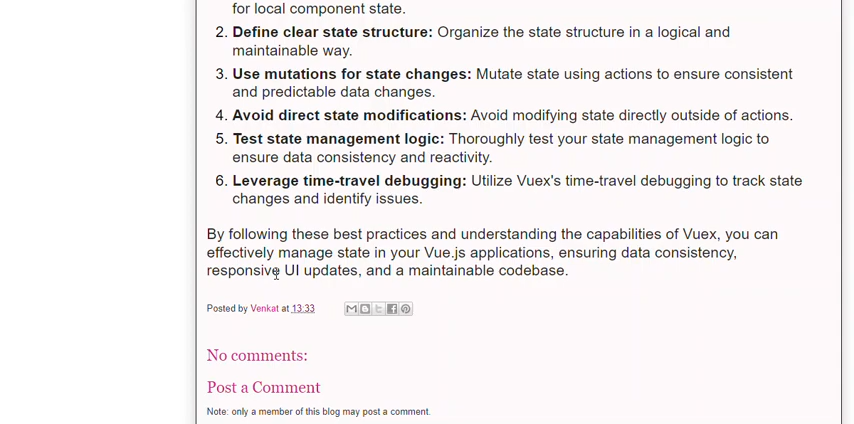 for local component state.
2. Define clear state structure: Organize the state structure in a logical and
maintainable way.
3. Use mutations for state changes: Mutate state using actions to ensure consistent
and predictable data changes.
4. Avoid direct state modifications: Avoid modifying state directly outside of actions.
5. Test state management logic: Thoroughly test your state management logic to
ensure data consistency and reactivity.
6. Leverage time-travel debugging: Utilize Vuex's time-travel debugging to track state
changes and identify issues.
By following these best practices and understanding the capabilities of Vuex, you can
effectively manage state in your Vue.js applications, ensuring data consistency,
responsive UI updates, and a maintainable codebase.
Posted by Venkat at 13:33
No comments:
Post a Comment
Note: only a member of this blog may post a comment.